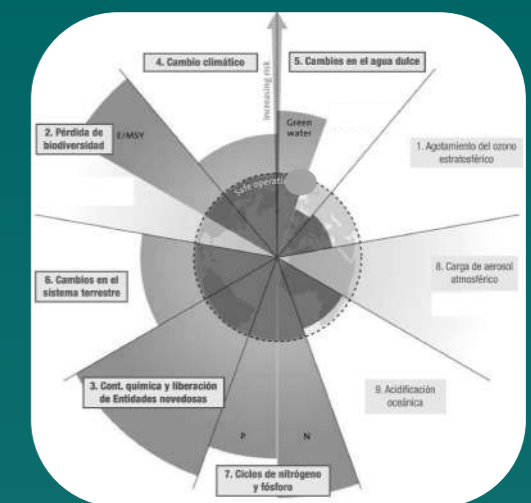 4. Cambio climático
5. Cambios en el agua dulce
Increasing risk
Green
water
2. Pérdida de
biodiversidad
E/MSY
1. Agotamiento del ozono
estratosférico
Safe operati
6. Cambios en el
sistema terrestre
8. Carga de aerosol
atmosférico
3. Cont. química y liberación
de Entidades novedosas
9. Acidificación
oceánica
P
N
7. Ciclos de nitrógeno
y fósforo